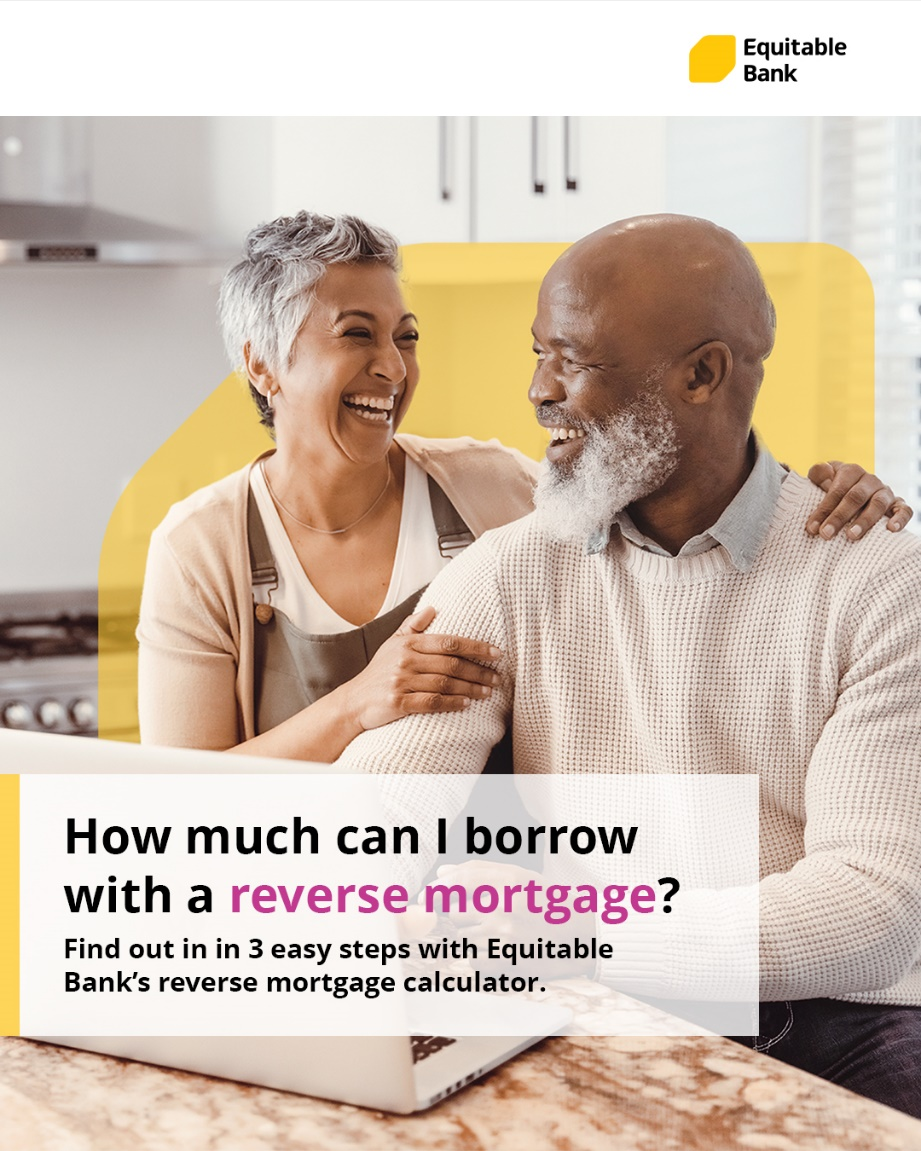 Equitable
Bank
How much can I borrow
with a reverse mortgage?
Find out in in 3 easy steps with Equitable
Bank’s reverse mortgage calculator.